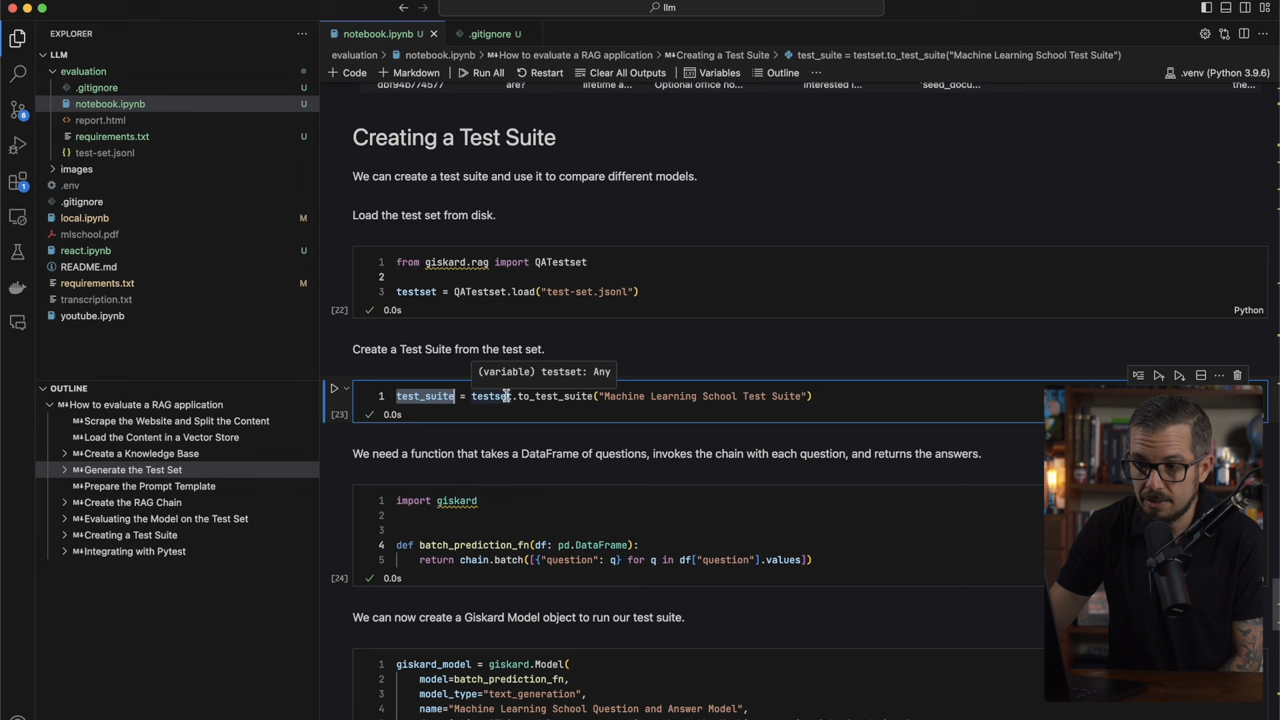 llm
EXPLORER
notebook.ipynb U
.gitignore U
LLM
evaluation > notebook.ipynb > How to evaluate a RAG application > Creating a Test Suite > test_suite = testset.to_test_suite("Machine Learning School Test Suite")
evaluation
+ Code + Markdown Run All Restart Clear All Outputs Variables Outline ... .venv (Python 3.9.6)
.gitignore U
notebook.ipynb U
report.html
requirements.txt U
test-set.jsonl
images
.env
.gitignore
local.ipynb M
mlschool.pdf
react.ipynb U
README.md
requirements.txt M
transcription.txt
youtube.ipynb
6
1
OUTLINE
How to evaluate a RAG application
Scrape the Website and Split the Content
Load the Content in a Vector Store
Create a Knowledge Base
Generate the Test Set
Prepare the Prompt Template
Create the RAG Chain
Evaluating the Model on the Test Set
Creating a Test Suite
Integrating with Pytest
dbf94b774577 are? lifetime a... Optional office ho... interested i... 'seed_docu... the...
Creating a Test Suite
We can create a test suite and use it to compare different models.
Load the test set from disk.
1 from giskard.rag import QATestset
2
3 testset = QATestset.load("test-set.jsonl")
[22] 0.0s Python
Create a Test Suite from the test set.
(variable) testset: Any
1 test_suite = testset.to_test_suite("Machine Learning School Test Suite")
[23] 0.0s
We need a function that takes a DataFrame of questions, invokes the chain with each question, and returns the answers.
1 import giskard
2
3
4 def batch_prediction_fn(df: pd.DataFrame):
5 return chain.batch([{"question": q} for q in df["question"].values])
[24] 0.0s
We can now create a Giskard Model object to run our test suite.
1 giskard_model = giskard.Model(
2 model=batch_prediction_fn,
3 model_type="text_generation",
4 name="Machine Learning School Question and Answer Model",